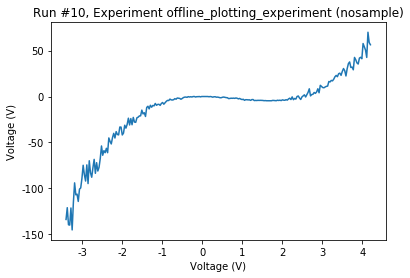 Run #10, Experiment offline_plotting_experiment (nosample)
Voltage (V)
50
0
-50
-100
-150
-3 -2 -1 0 1 2 3 4
Voltage (V)